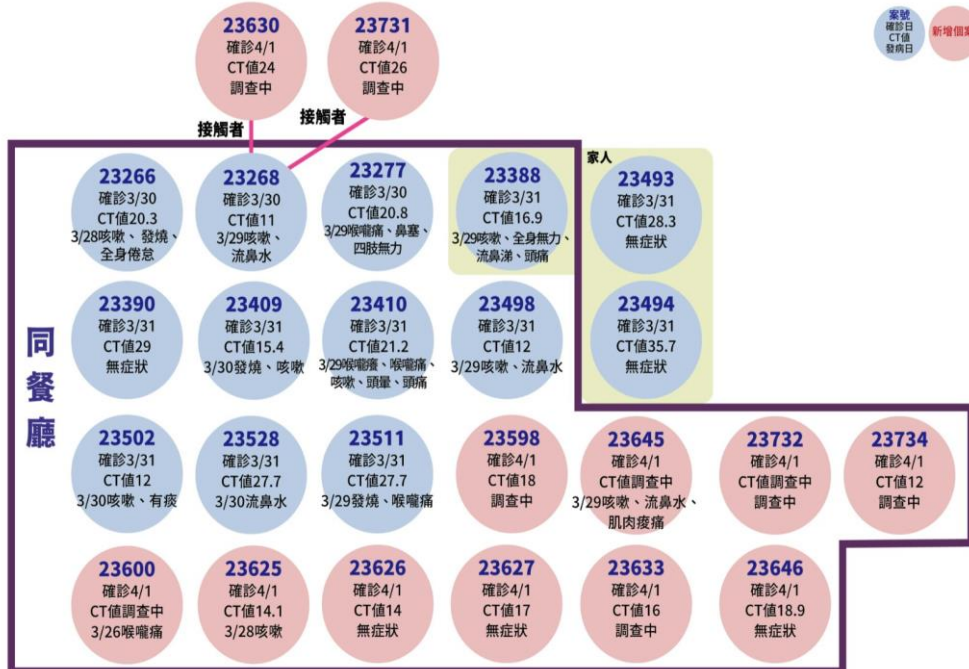 案號
確診日
CT值
發病日
新增個案
23630
確診4/1
CT值24
調查中
23731
確診4/1
CT值26
調查中
接觸者
接觸者
同餐廳
23266
確診3/30
CT值20.3
3/28咳嗽、發燒、
全身倦怠
23268
確診3/30
CT值11
3/29咳嗽、
流鼻水
23277
確診3/30
CT值20.8
3/29喉嚨痛、鼻塞、
四肢無力
23388
確診3/31
CT值16.9
3/29咳嗽、全身無力、
流鼻涕、頭痛
家人
23493
確診3/31
CT值28.3
無症狀
23390
確診3/31
CT值29
無症狀
23409
確診3/31
CT值15.4
3/30發燒、咳嗽
23410
確診3/31
CT值21.2
3/29喉嚨癢、喉嚨痛、
咳嗽、頭暈、頭痛
23498
確診3/31
CT值12
3/29咳嗽、流鼻水
23494
確診3/31
CT值35.7
無症狀
23502
確診3/31
CT值12
3/30咳嗽、有痰
23528
確診3/31
CT值27.7
3/30流鼻水
23511
確診3/31
CT值27.7
3/29發燒、喉嚨痛
23598
確診4/1
CT值18
調查中
23645
確診4/1
CT值調查中
3/29咳嗽、流鼻水、
肌肉痠痛
23732
確診4/1
CT值調查中
調查中
23734
確診4/1
CT值12
調查中
23600
確診4/1
CT值調查中
3/26喉嚨痛
23625
確診4/1
CT值14.1
3/28咳嗽
23626
確診4/1
CT值14
無症狀
23627
確診4/1
CT值17
無症狀
23633
確診4/1
CT值16
調查中
23646
確診4/1
CT值18.9
無症狀